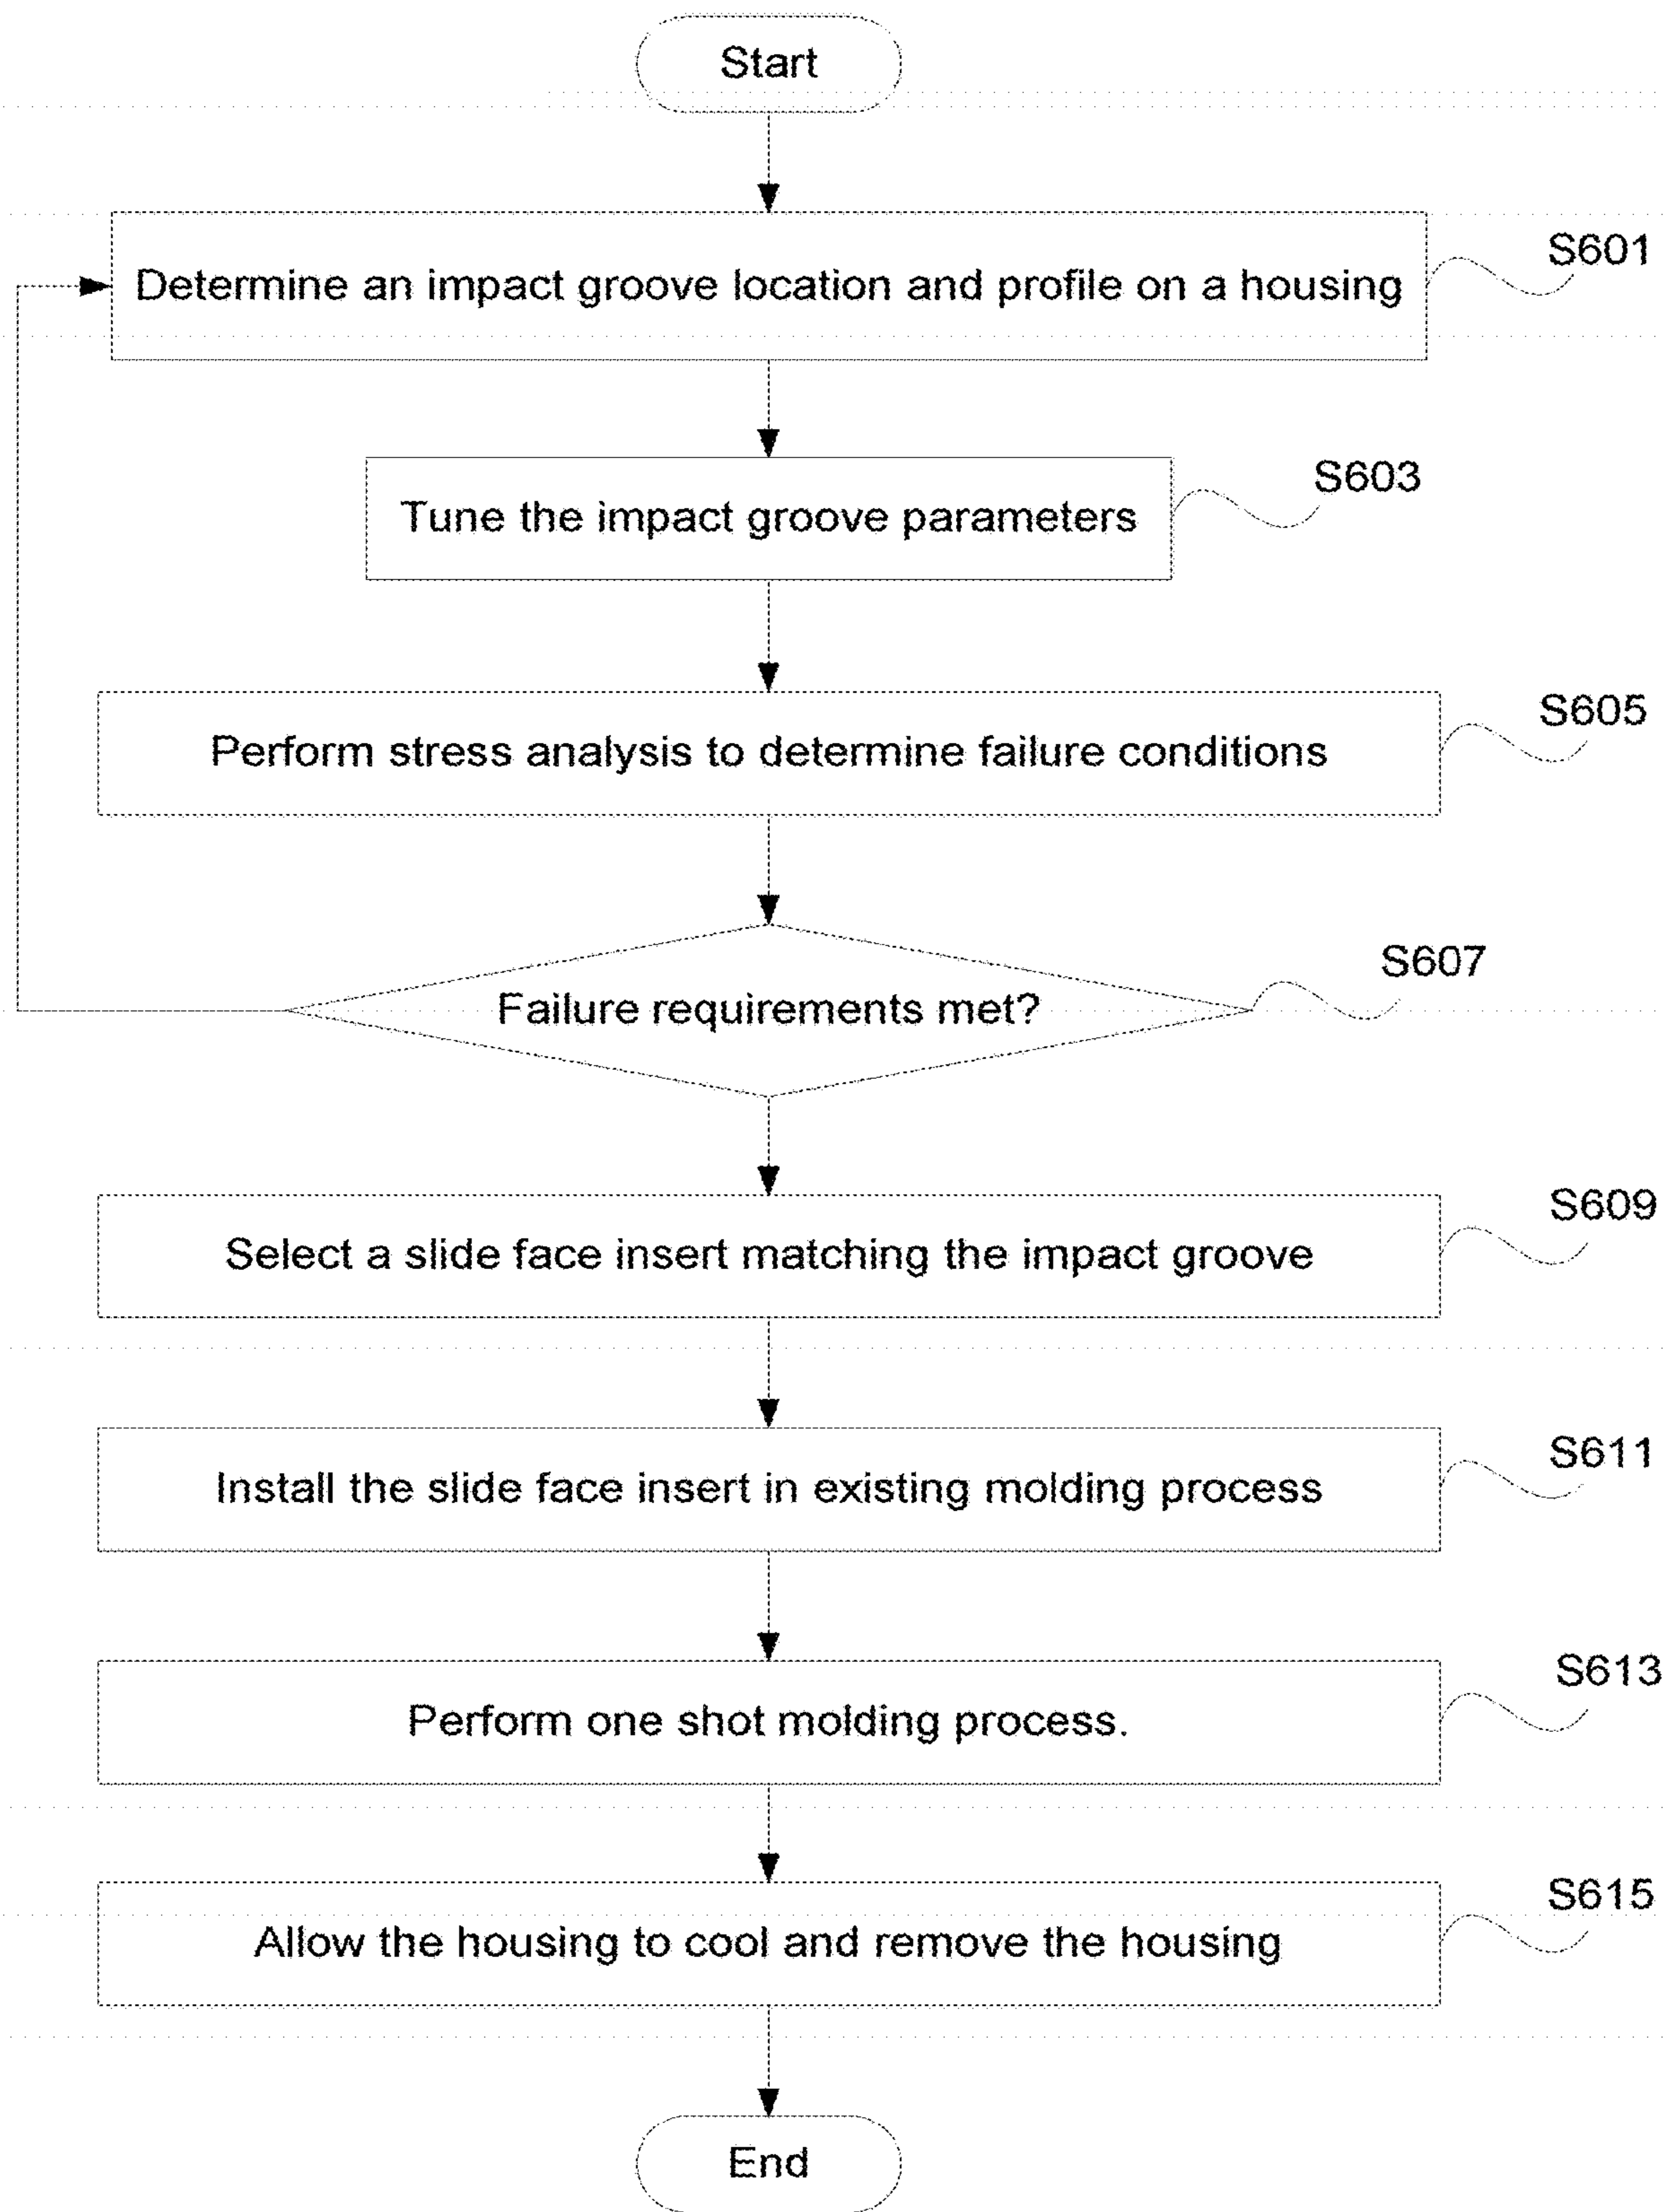 Start
Determine an impact groove location and profile on a housing
S601
Tune the impact groove parameters
S603
Perform stress analysis to determine failure conditions
S605
Failure requirements met?
S607
Select a slide face insert matching the impact groove
S609
Install the slide face insert in existing molding process
S611
Perform one shot molding process.
S613
Allow the housing to cool and remove the housing
S615
End